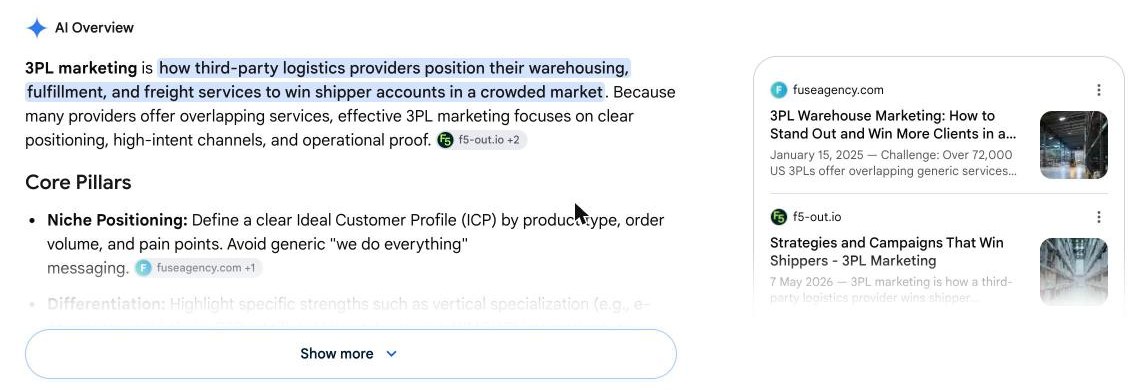 AI Overview
3PL marketing is how third-party logistics providers position their warehousing,
fulfillment, and freight services to win shipper accounts in a crowded market. Because
many providers offer overlapping services, effective 3PL marketing focuses on clear
positioning, high-intent channels, and operational proof. F5 f5-out.io +2
Core Pillars
• Niche Positioning: Define a clear Ideal Customer Profile (ICP) by product type, order
volume, and pain points. Avoid generic "we do everything"
messaging. F fuseagency.com +1
• Differentiation: Highlight specific strengths such as vertical specialization (e.g., e-
Show more
F fuseagency.com
3PL Warehouse Marketing: How to
Stand Out and Win More Clients in a...
January 15, 2025 — Challenge: Over 72,000
US 3PLs offer overlapping generic services...
F5 f5-out.io
Strategies and Campaigns That Win
Shippers - 3PL Marketing
7 May 2026 — 3PL marketing is how a third-
party logistics provider wins shipper...